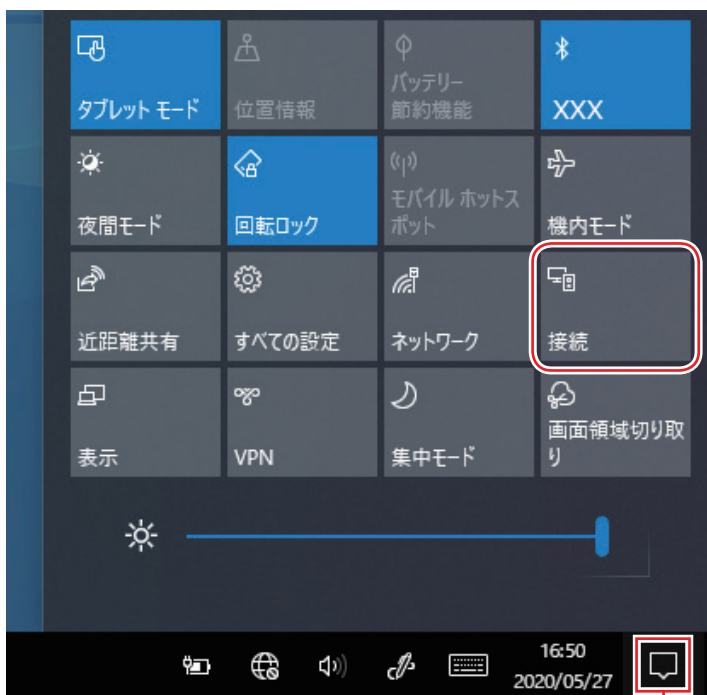 タブレット モード
位置情報
バッテリー
節約機能
XXX
夜間モード
回転ロック
モバイル ホットス
ポット
機内モード
近距離共有
すべての設定
ネットワーク
接続
表示
VPN
集中モード
画面領域切り取
り
16:50
2020/05/27